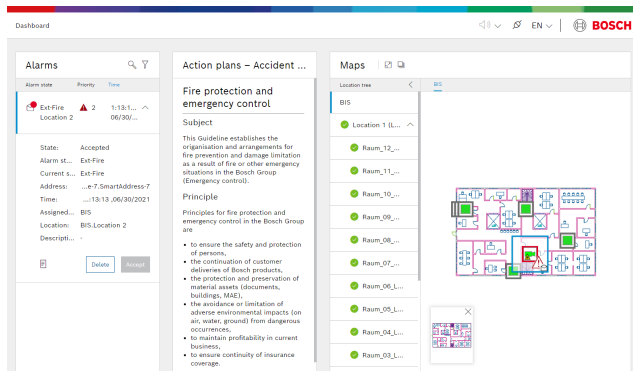 Dashboard
EN
BOSCH
Alarms
Alarm state Priority Time
Ext-Fire 2 1:13:1...
Location 2 06/30/...
State: Accepted
Alarm st... Ext-Fire
Current s... Ext-Fire
Address: ...e-7.SmartAddress-7
Time: ...:13:13 ,06/30/2021
Assigned... BIS
Location: BIS.Location 2
Descripti... -
Delete Accept
Action plans – Accident ...
Fire protection and
emergency control
Subject
This Guideline establishes the
origanisation and arrangements for
fire prevention and damage limitation
as a result of fire or other emergency
situations in the Bosch Group
(Emergency control).
Principle
Principles for fire protection and
emergency control in the Bosch Group
are
• to ensure the safety and protection
of persons,
• the continuation of customer
deliveries of Bosch products,
• the protection and preservation of
material assets (documents,
buildings, MAE),
• the avoidance or limitation of
adverse environmental impacts (on
air, water, ground) from dangerous
occurrences,
• to maintain profitability in current
business,
• to ensure continuity of insurance
coverage.
Maps
Location tree
BIS
BIS
Location 1 (L...
Raum_12_...
Raum_11_...
Raum_10_...
Raum_09_...
Raum_08_...
Raum_07_...
Raum_06_L...
Raum_05_L...
Raum_04_L...
Raum_03_L...